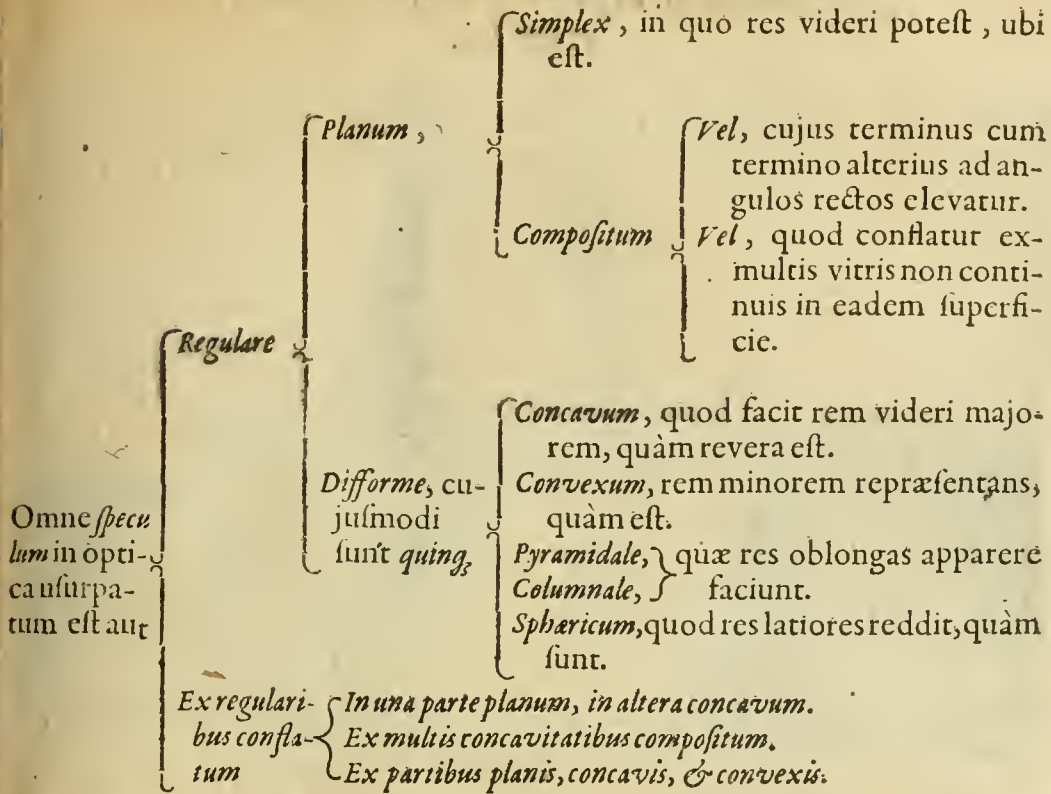 Simplex, in quo res videri poteſt, ubi
eſt.
Planum,
Vel, cujus terminus cum
termino alterius ad an-
gulos rectos elevatur.
Compoſitum
Vel, quod conflatur ex-
multis vitris non conti-
nuis in eadem ſuperfi-
cie.
Regulare
Concavum, quod facit rem videri majo-
rem, quàm revera eſt.
Difforme, cu-
juſmodi
ſunt quinq;
Convexum, rem minorem repræſentans,
quàm eſt.
Omne ſpecu
lum in opti-
ca uſurpa-
tum eſt aut
Pyramidale, } quæ res oblongas apparere
Columnale, } faciunt.
Sphæricum, quod res latiores reddit, quàm
ſunt.
Ex regulari-
bus confla-
tum
In una parte planum, in altera concavum.
Ex multis concavitatibus compoſitum.
Ex partibus planis, concavis, & convexis.